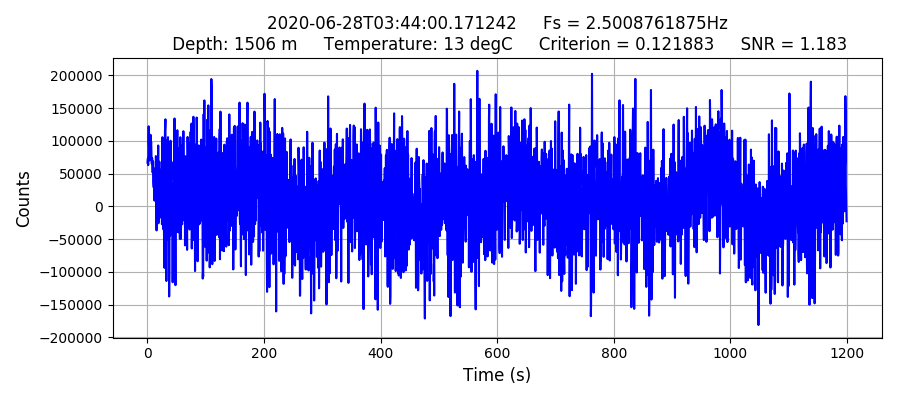 2020-06-28T03:44:00.171242     Fs = 2.5008761875Hz
Depth: 1506 m     Temperature: 13 degC     Criterion = 0.121883     SNR = 1.183
200000
150000
100000
50000
0
−50000
−100000
−150000
−200000
Counts
0 200 400 600 800 1000 1200
Time (s)